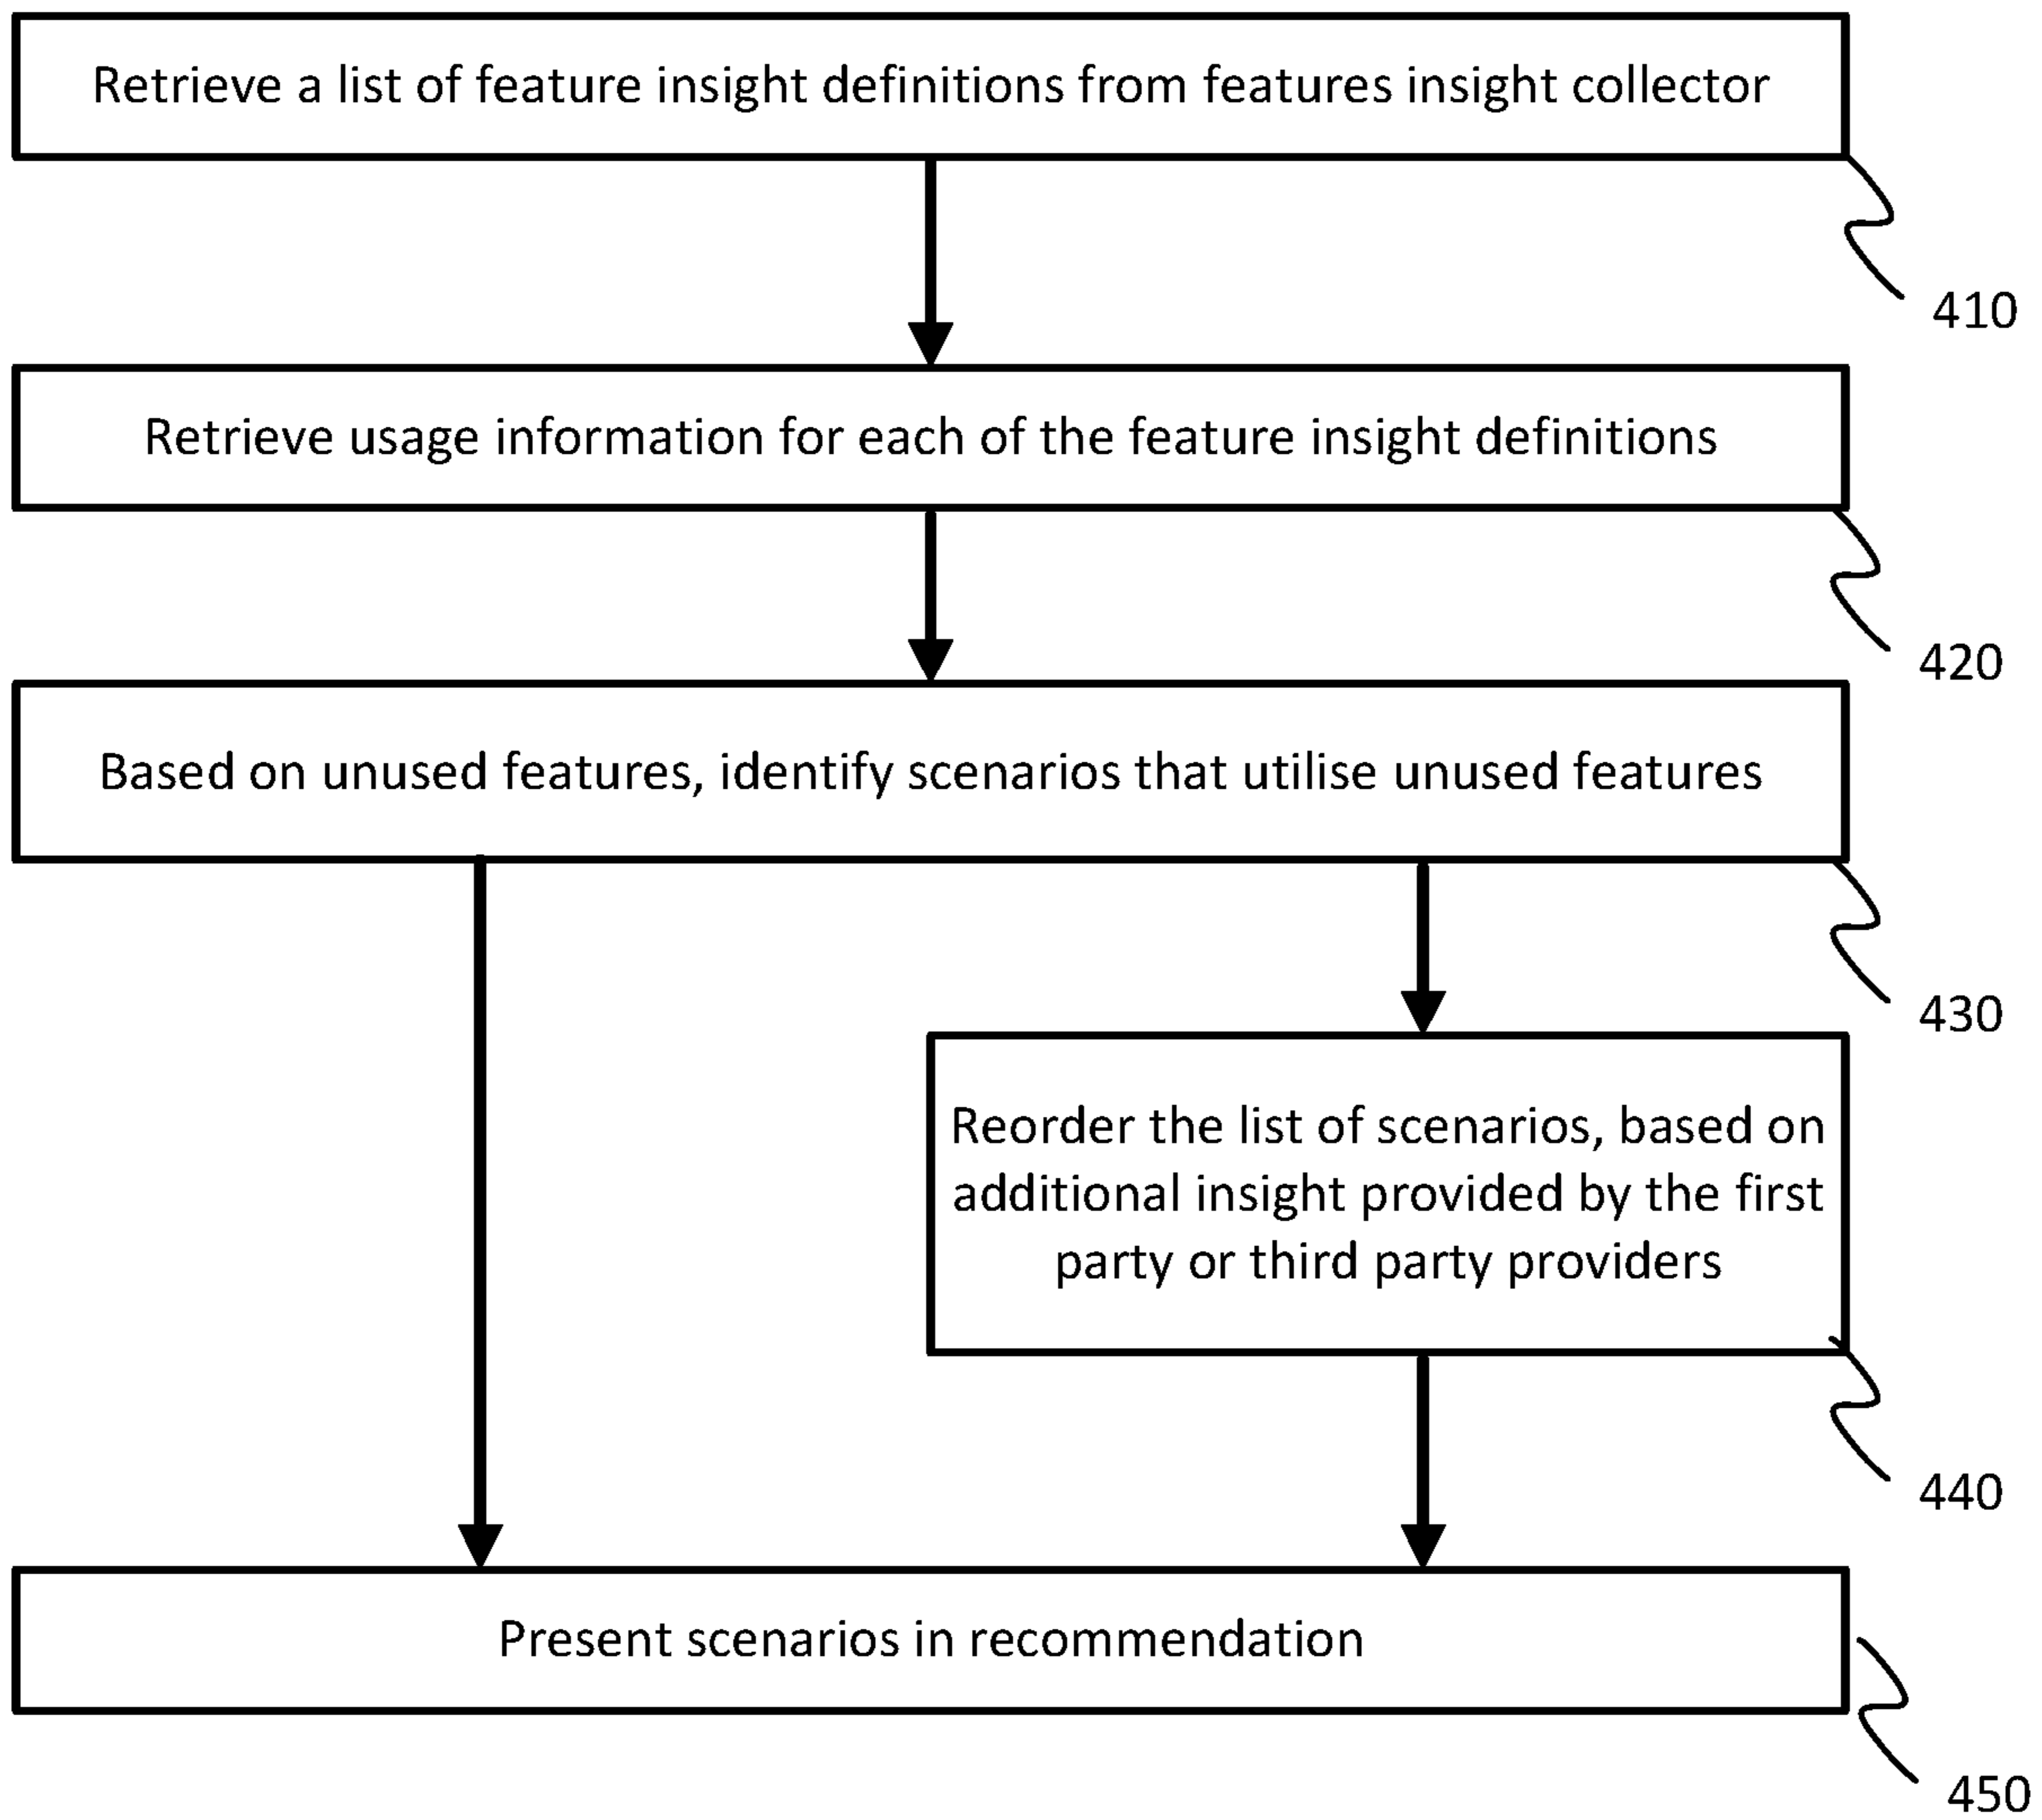 Retrieve a list of feature insight definitions from features insight collector
410
Retrieve usage information for each of the feature insight definitions
420
Based on unused features, identify scenarios that utilise unused features
430
Reorder the list of scenarios, based on
additional insight provided by the first
party or third party providers
440
Present scenarios in recommendation
450